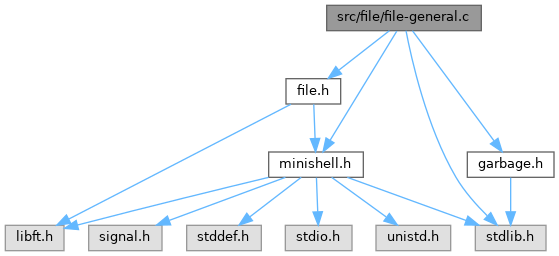 src/file/file-general.c
file.h
minishell.h
garbage.h
libft.h
signal.h
stddef.h
stdio.h
unistd.h
stdlib.h